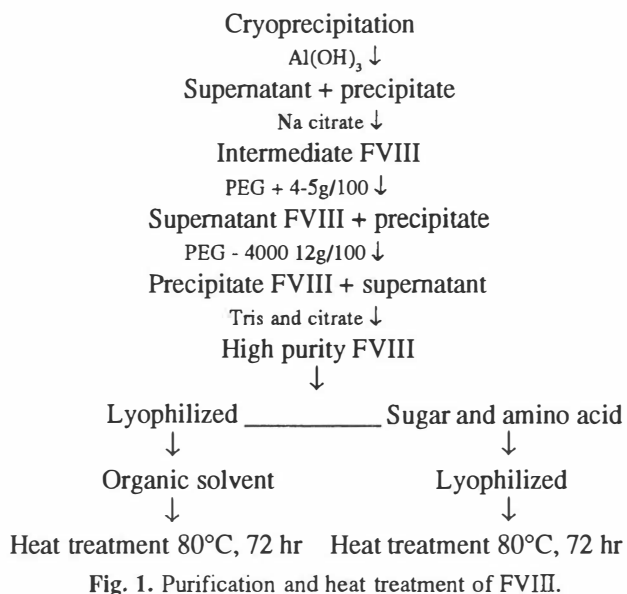 Cryoprecipitation
Al(OH)₃ ↓
Supernatant + precipitate
Na citrate ↓
Intermediate FVIII
PEG + 4-5g/100 ↓
Supernatant FVIII + precipitate
PEG - 4000 12g/100 ↓
Precipitate FVIII + supernatant
Tris and citrate ↓
High purity FVIII
↓
Lyophilized ________ Sugar and amino acid
↓ ↓
Organic solvent Lyophilized
↓ ↓
Heat treatment 80°C, 72 hr Heat treatment 80°C, 72 hr
Fig. 1. Purification and heat treatment of FVIII.